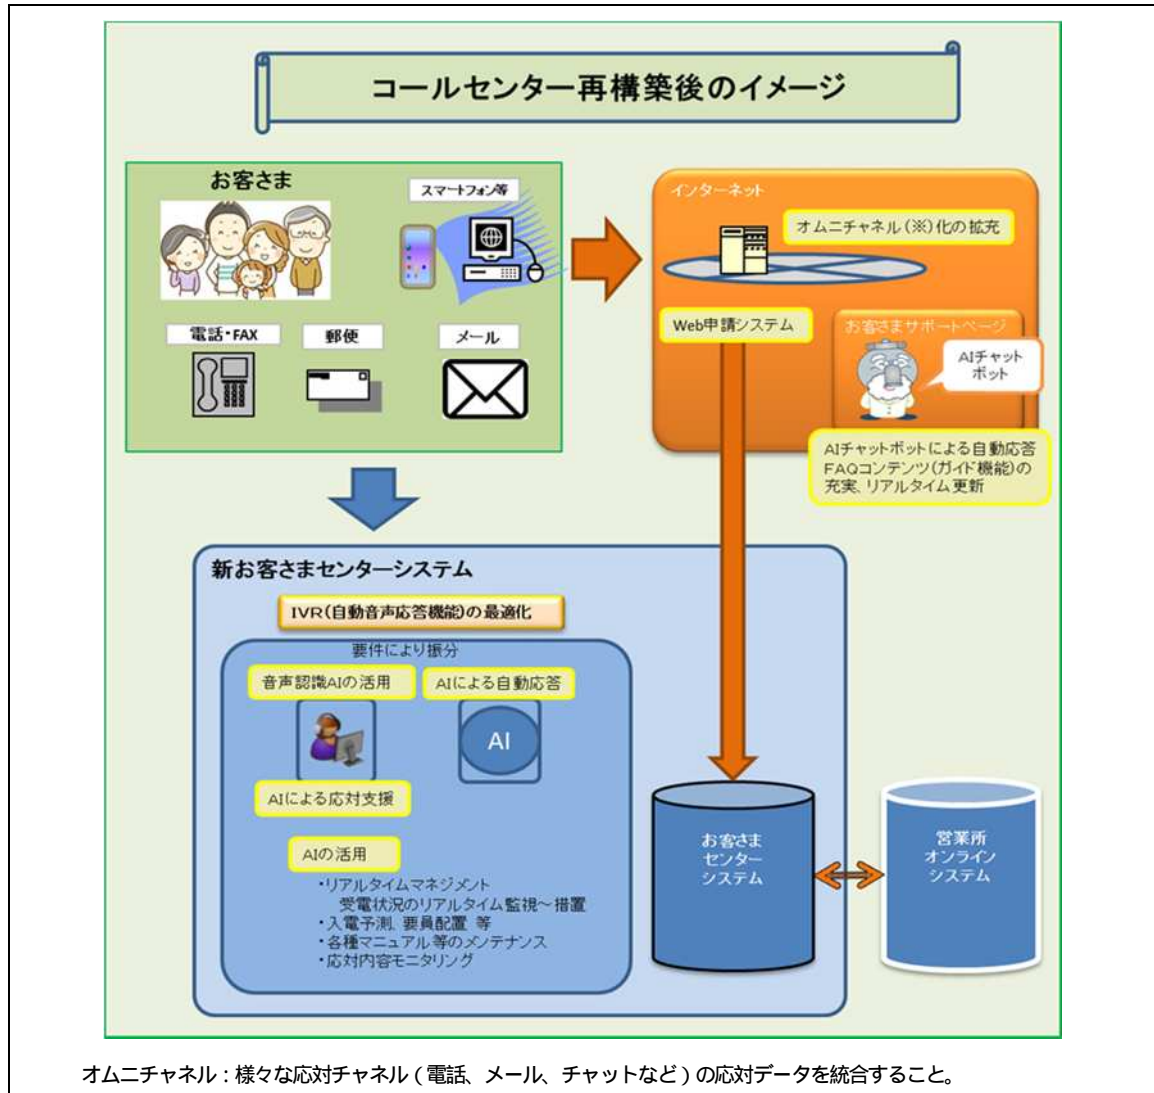 コールセンター再構築後のイメージ
お客さま
スマートフォン等
電話・FAX
郵便
メール
インターネット
オムニチャネル(※)化の拡充
Web申請システム
お客さまサポートページ
AIチャット
ボット
AIチャットボットによる自動応答
FAQコンテンツ(ガイド機能)の
充実、リアルタイム更新
新お客さまセンターシステム
IVR(自動音声応答機能)の最適化
要件により振分
音声認識AIの活用
AIによる自動応答
AI
AIによる応対支援
AIの活用
・リアルタイムマネジメント
受電状況のリアルタイム監視～措置
・入電予測、要員配置 等
・各種マニュアル等のメンテナンス
・応対内容モニタリング
お客さま
センター
システム
営業所
オンライン
システム
オムニチャネル：様々な応対チャネル（電話、メール、チャットなど）の応対データを統合すること。